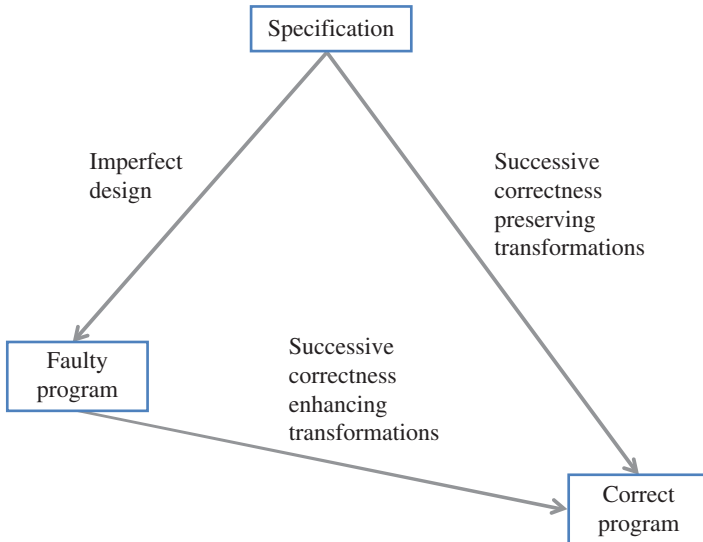 Specification
Imperfect
design
Successive
correctness
preserving
transformations
Faulty
program
Successive
correctness
enhancing
transformations
Correct
program